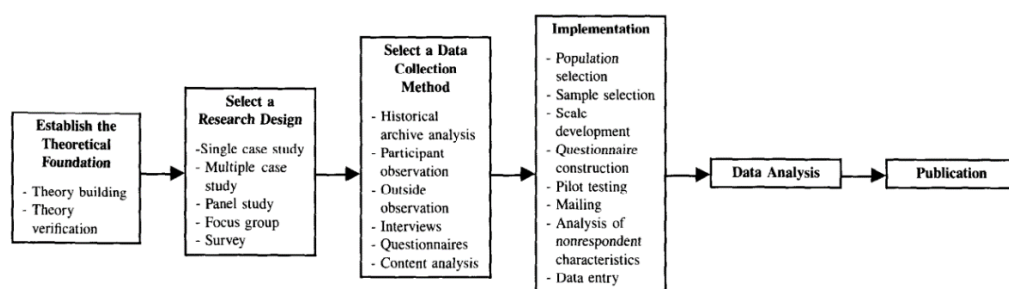 Establish the
Theoretical
Foundation
- Theory building
- Theory
verification
Select a
Research Design
-Single case study
- Multiple case
study
- Panel study
- Focus group
- Survey
Select a Data
Collection
Method
- Historical
archive analysis
- Participant
observation
- Outside
observation
- Interviews
- Questionnaires
- Content analysis
Implementation
- Population
selection
- Sample selection
- Scale
development
- Questionnaire
construction
- Pilot testing
- Mailing
- Analysis of
nonrespondent
characteristics
- Data entry
Data Analysis
Publication